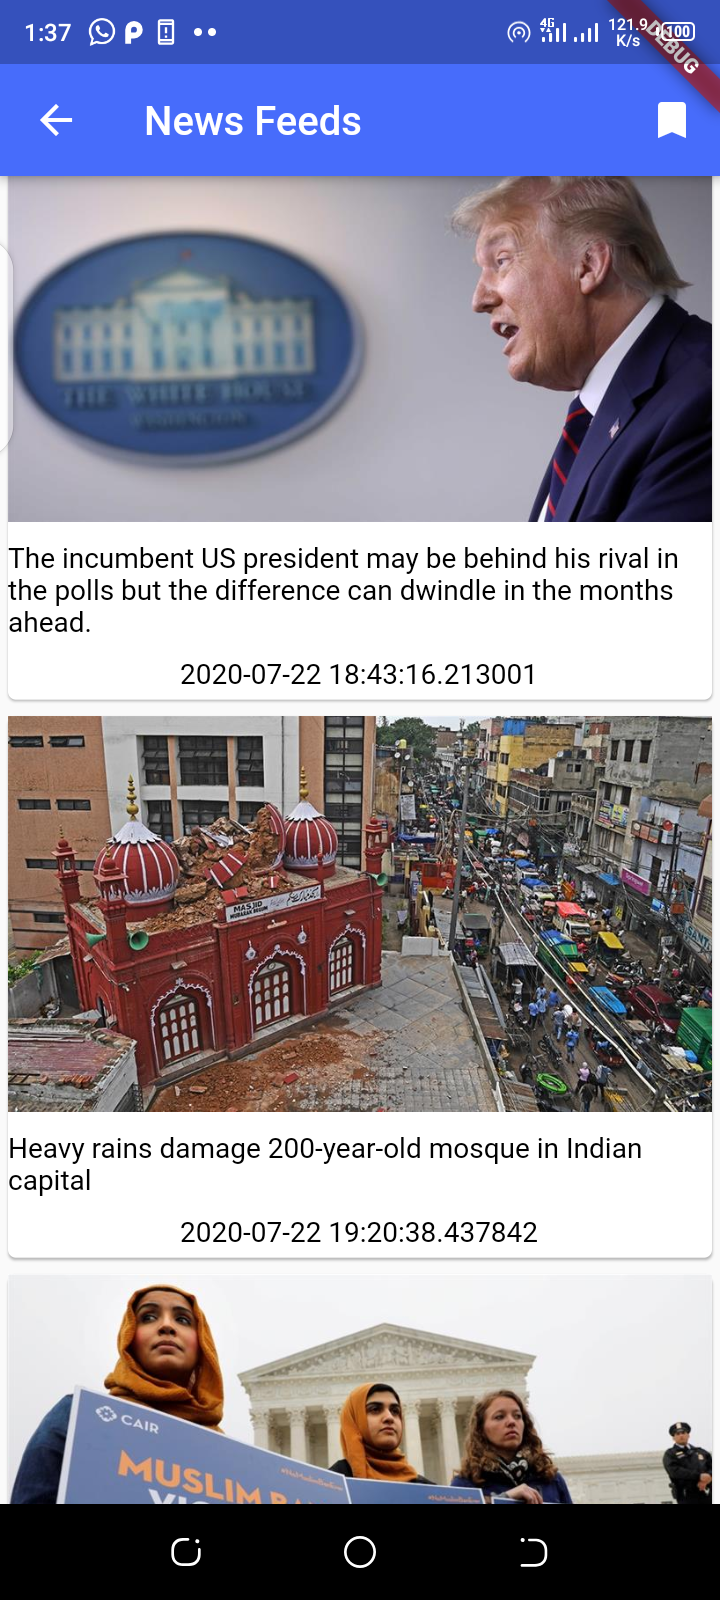 1:37
4G
121.9
K/s
100
DEBUG
News Feeds
THE WHITE HOUSE
WASHINGTON
The incumbent US president may be behind his rival in
the polls but the difference can dwindle in the months
ahead.
2020-07-22 18:43:16.213001
MASJID
MUBARAK BEGUM
Heavy rains damage 200-year-old mosque in Indian
capital
2020-07-22 19:20:38.437842
CAIR
MUSLIM